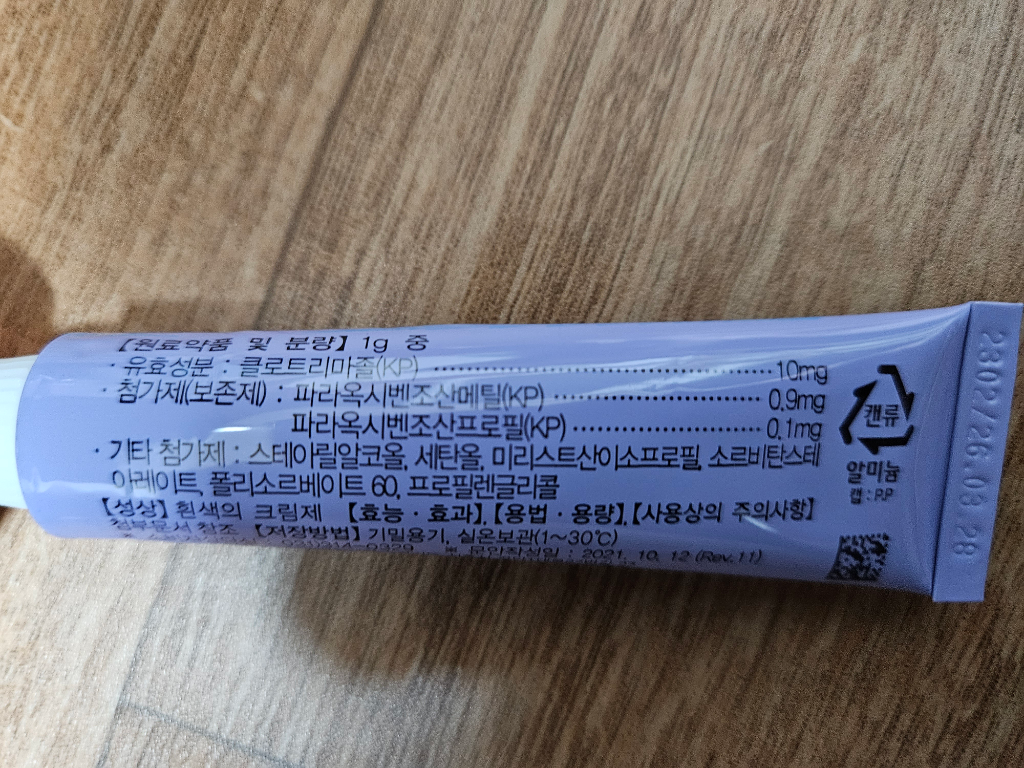 【원료약품 및 분량】 1g 중
· 유효성분 : 클로트리마졸(KP) ·············· 10mg
· 첨가제(보존제) : 파라옥시벤조산메틸(KP) ·············· 0.9mg
파라옥시벤조산프로필(KP) ·············· 0.1mg
· 기타 첨가제 : 스테아릴알코올, 세탄올, 미리스트산이소프로필, 소르비탄스테
아레이트, 폴리소르베이트 60, 프로필렌글리콜
【성상】 흰색의 크림제 【효능·효과】, 【용법·용량】, 【사용상의 주의사항】
첨부문서 참조 【저장방법】 기밀용기, 실온보관(1~30℃)
※ 문안작성일 : 2021. 10. 12 (Rev.11)
캔류
알미늄
캡 : P.P
2302/26.03.28